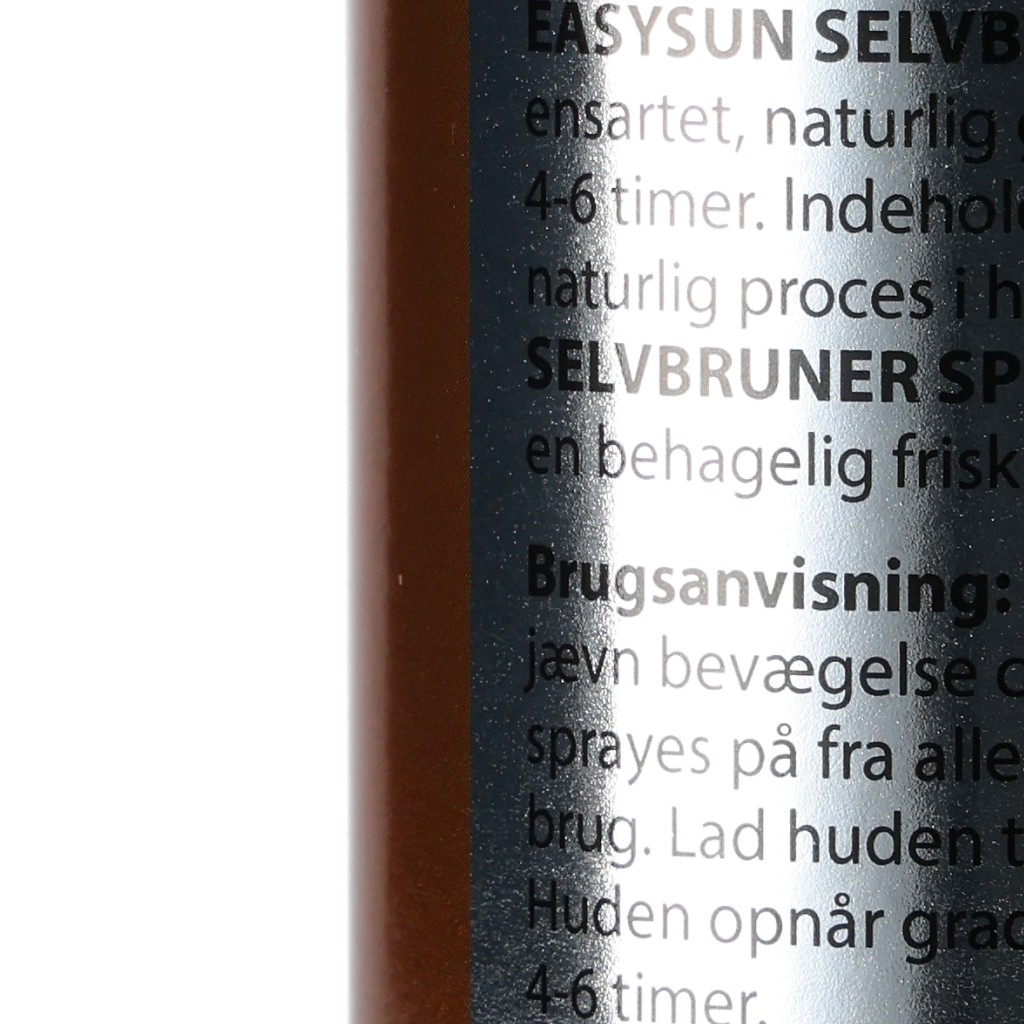 EASYSUN SELVB
ensartet, naturlig
4-6 timer. Indehol
naturlig proces i h
SELVBRUNER SP
en behagelig frisk
Brugsanvisning:
jævn bevægelse
sprayes på fra alle
brug. Lad huden t
Huden opnår grad
4-6 timer.